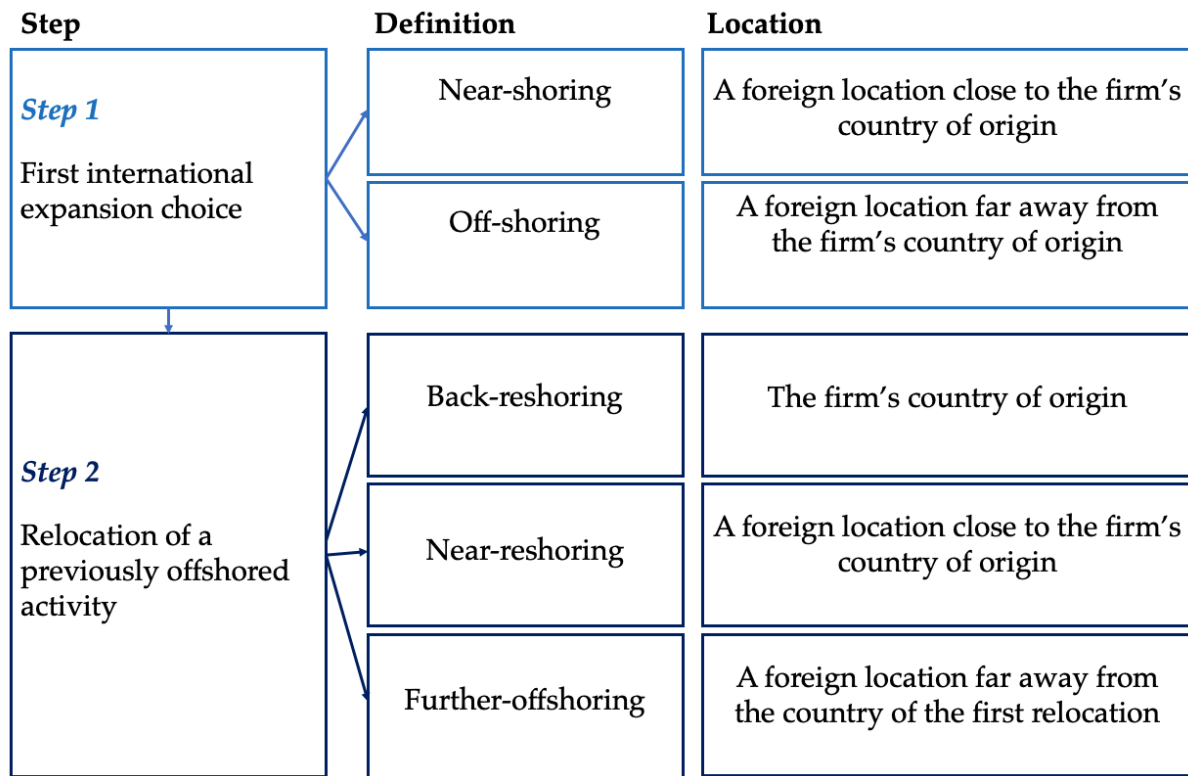 Step Definition Location
Step 1
First international
expansion choice
Near-shoring
A foreign location close to the firm’s
country of origin
Off-shoring
A foreign location far away from
the firm’s country of origin
Step 2
Relocation of a
previously offshored
activity
Back-reshoring
The firm’s country of origin
Near-reshoring
A foreign location close to the firm’s
country of origin
Further-offshoring
A foreign location far away from
the country of the first relocation